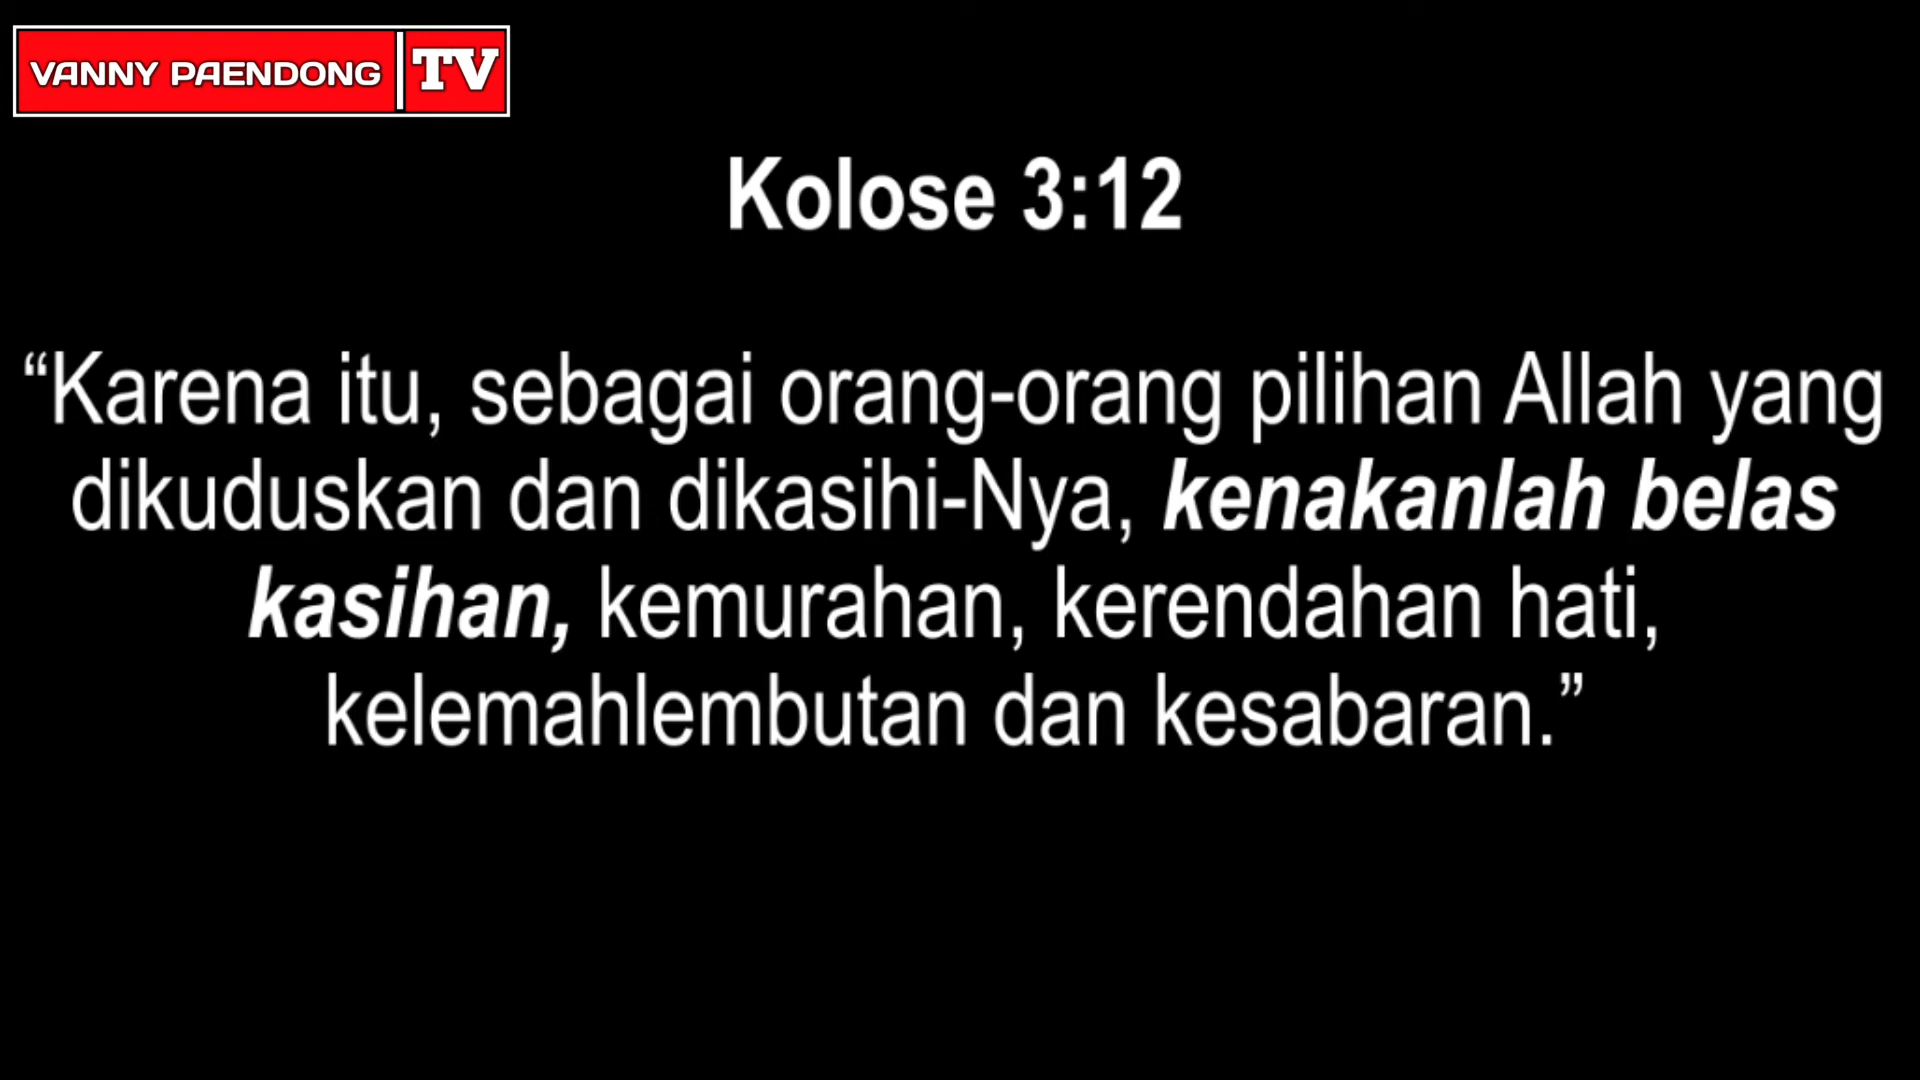 VANNY PAENDONG TV
Kolose 3:12
“Karena itu, sebagai orang-orang pilihan Allah yang
dikuduskan dan dikasihi-Nya, kenakanlah belas
kasihan, kemurahan, kerendahan hati,
kelemahlembutan dan kesabaran.”